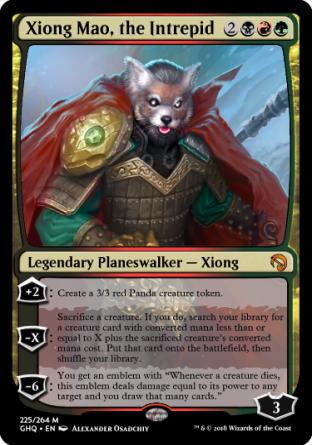 Xiong Mao, the Intrepid 2
Legendary Planeswalker — Xiong
+2: Create a 3/3 red Panda creature token.
-X: Sacrifice a creature. If you do, search your library for
a creature card with converted mana less than or
equal to X plus the sacrificed creature's converted
mana cost. Put that card onto the battlefield, then
shuffle your library.
-6: You get an emblem with “Whenever a creature dies,
this emblem deals damage equal to its power to any
target and you draw that many cards.”
3
225/264 M
GHQ • EN ALEXANDER OSADCHIY
™ & © 2018 Wizards of the Coast